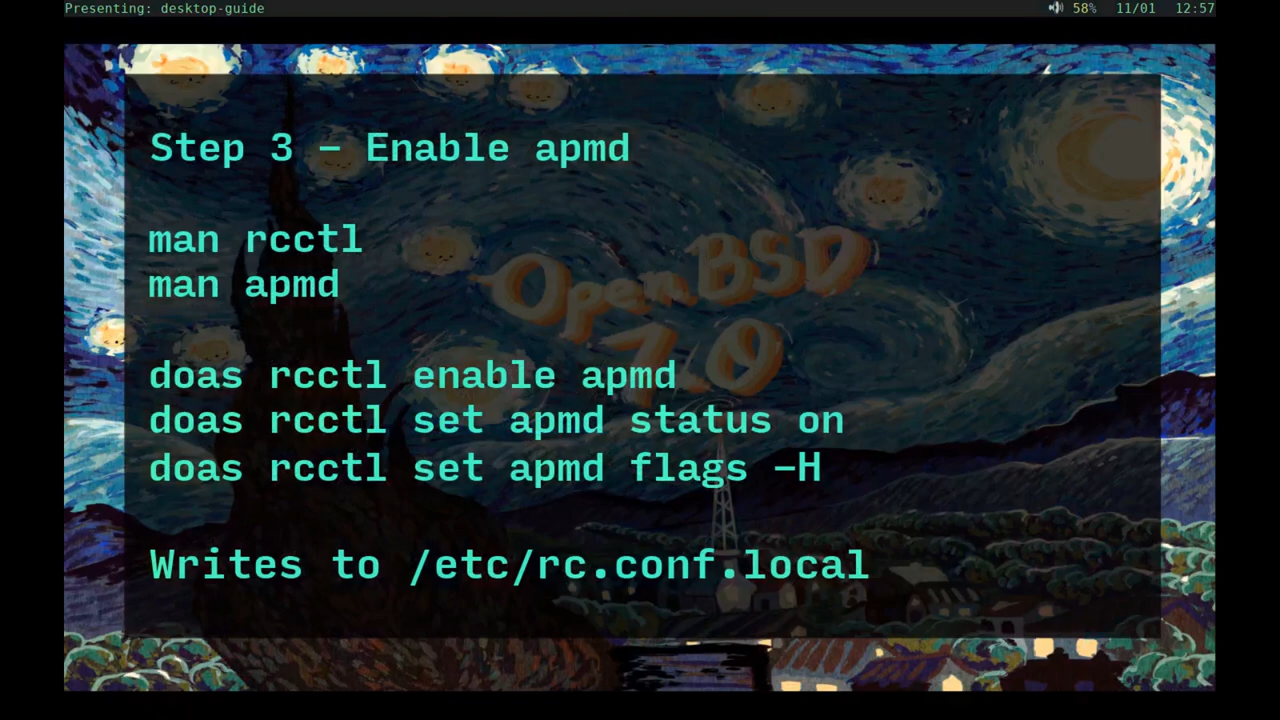 Presenting: desktop-guide
58% 11/01 12:57
Step 3 – Enable apmd
man rcctl
man apmd
OpenBSD
7.0
doas rcctl enable apmd
doas rcctl set apmd status on
doas rcctl set apmd flags –H
Writes to /etc/rc.conf.local